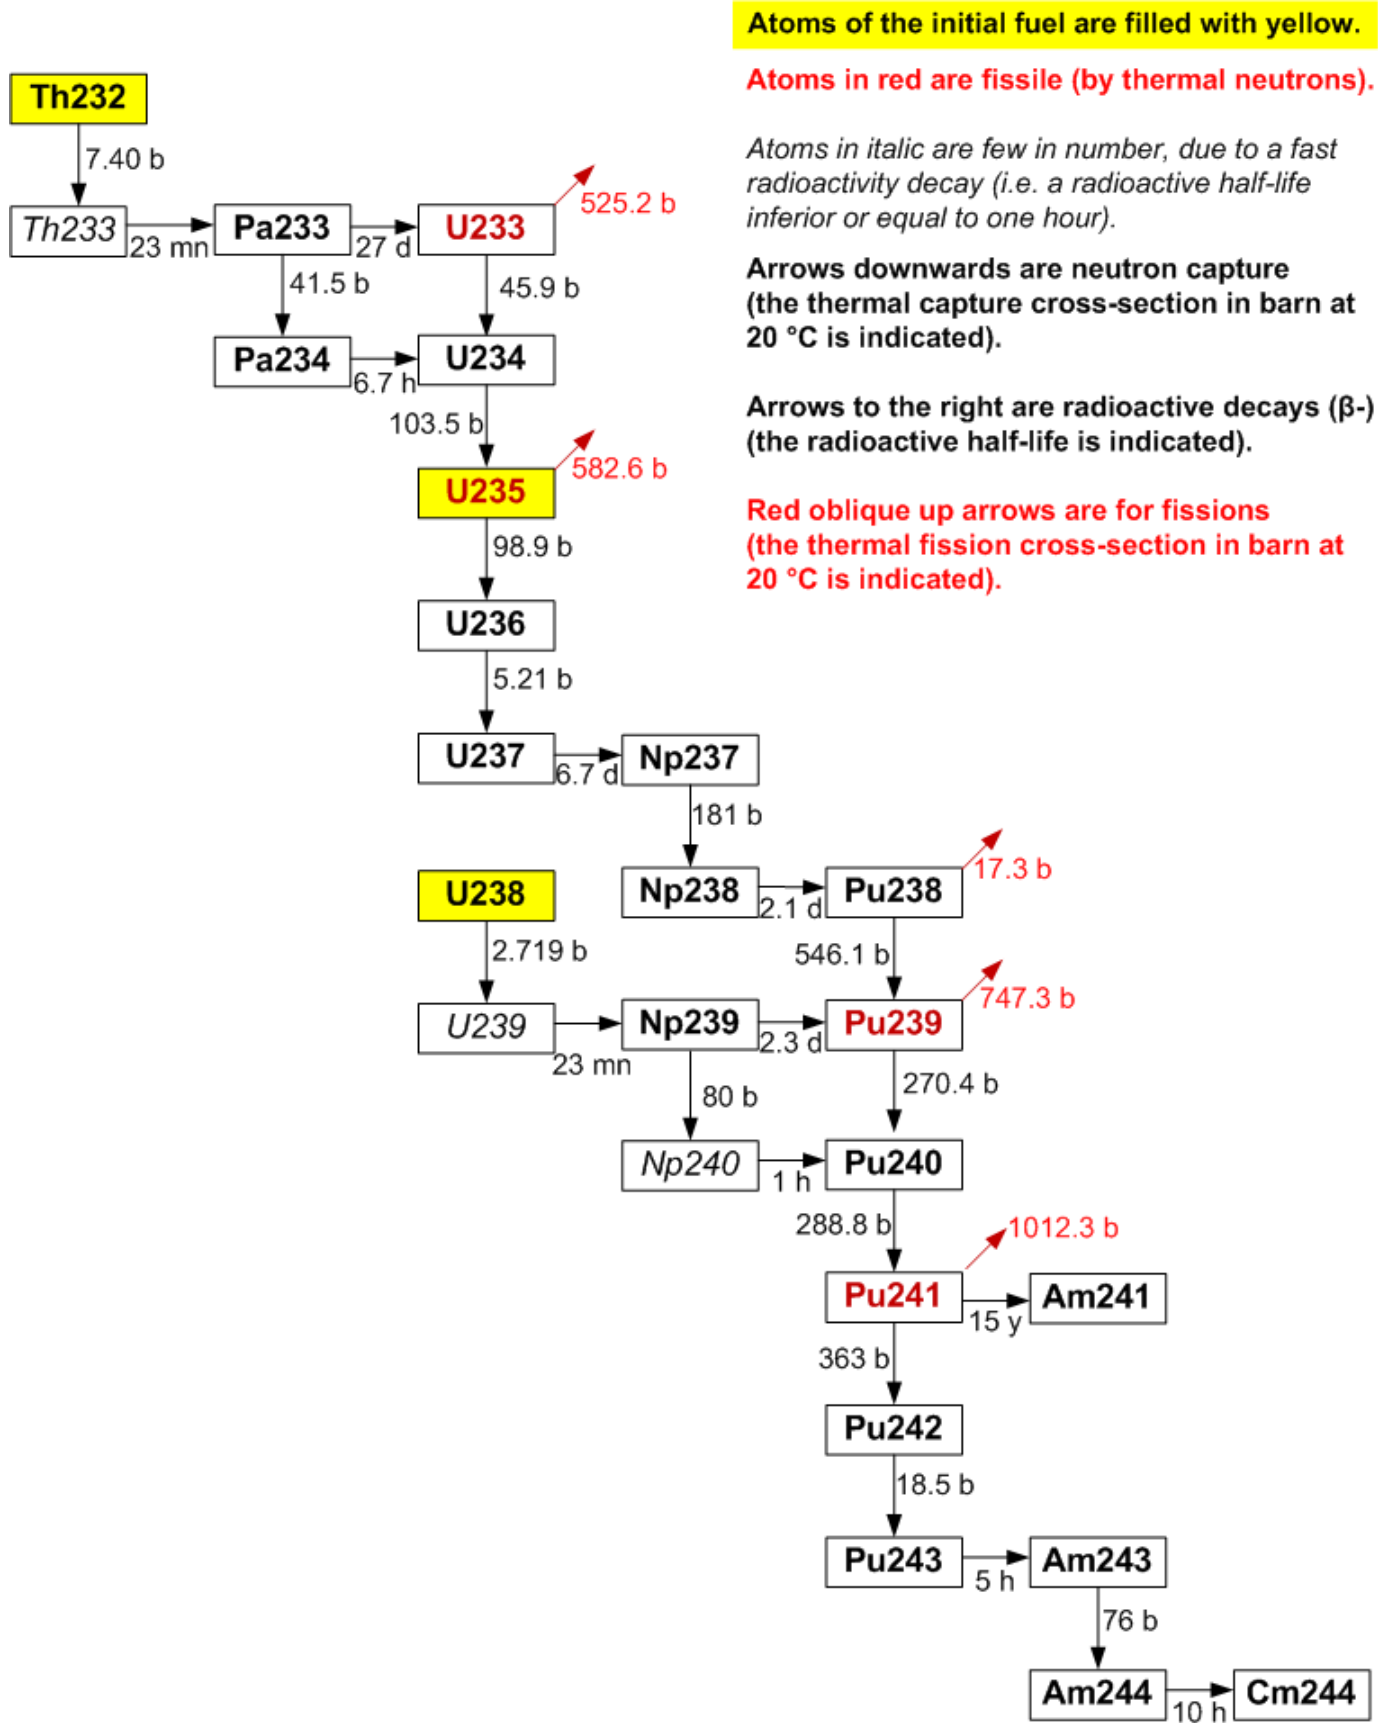 Atoms of the initial fuel are filled with yellow.
Atoms in red are fissile (by thermal neutrons).
Atoms in italic are few in number, due to a fast
radioactivity decay (i.e. a radioactive half-life
inferior or equal to one hour).
Arrows downwards are neutron capture
(the thermal capture cross-section in barn at
20 °C is indicated).
Arrows to the right are radioactive decays (β-)
(the radioactive half-life is indicated).
Red oblique up arrows are for fissions
(the thermal fission cross-section in barn at
20 °C is indicated).
Th232
7.40 b
Th233
23 mn
Pa233
27 d
U233
525.2 b
41.5 b
45.9 b
Pa234
6.7 h
U234
103.5 b
U235
582.6 b
98.9 b
U236
5.21 b
U237
6.7 d
Np237
181 b
Np238
2.1 d
Pu238
17.3 b
U238
2.719 b
546.1 b
U239
23 mn
Np239
2.3 d
Pu239
747.3 b
80 b
270.4 b
Np240
1 h
Pu240
288.8 b
Pu241
1012.3 b
15 y
Am241
363 b
Pu242
18.5 b
Pu243
5 h
Am243
76 b
Am244
10 h
Cm244